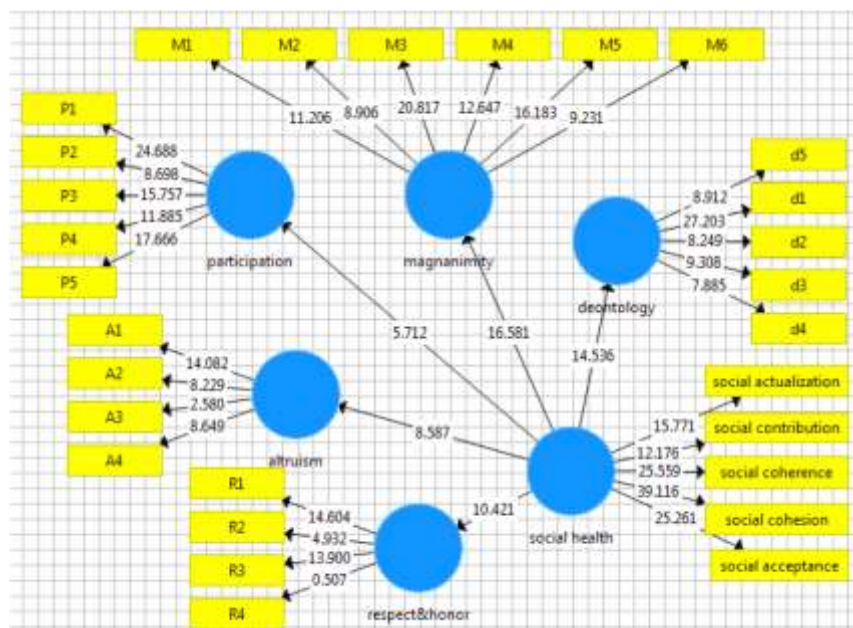 M1 M2 M3 M4 M5 M6
11.206 8.906 20.817 12.647 16.183 9.231
magnanimity
P1
P2
P3
P4
P5
24.688
8.698
15.757
11.885
17.666
participation
d5
d1
d2
d3
d4
8.912
27.203
8.249
9.308
7.885
deontology
5.712
16.581
14.536
A1
A2
A3
A4
14.082
8.229
2.580
8.649
altruism
8.587
10.421
social actualization
social contribution
social coherence
social cohesion
social acceptance
15.771
12.176
25.559
39.116
25.261
social health
R1
R2
R3
R4
14.604
4.932
13.900
0.507
respect&honor